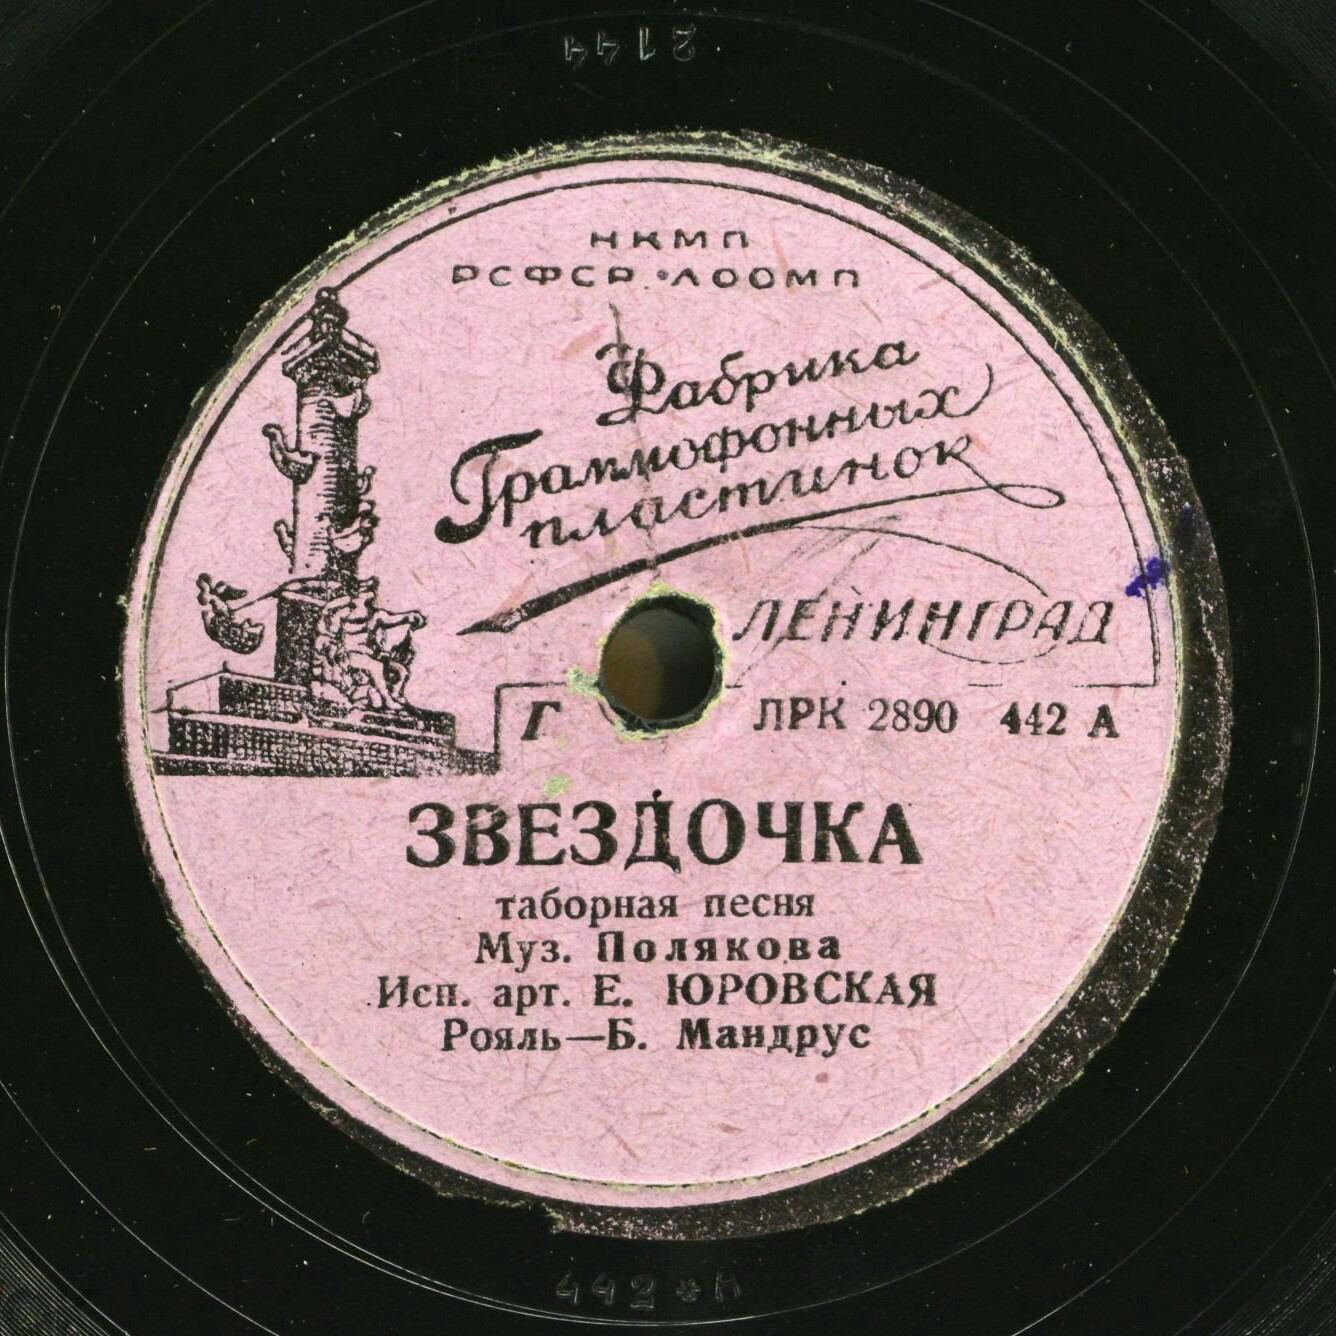 НКМП
РСФСР·ЛООМП
Фабрика
Граммофонных
пластинок
ЛЕНИНГРАД
Г ЛРК 2890 442 А
ЗВЕЗДОЧКА
таборная песня
Муз. Полякова
Исп. арт. Е. ЮРОВСКАЯ
Рояль—Б. Мандрус
442*А